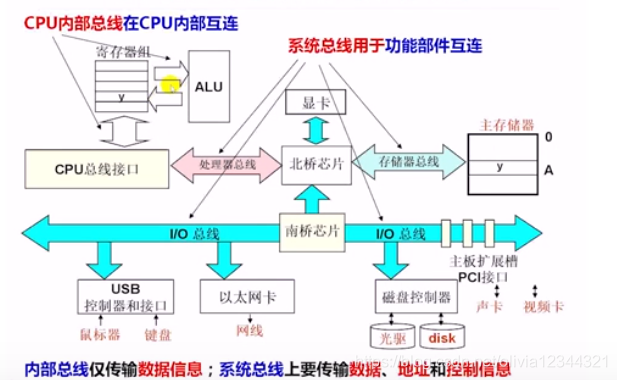 CPU内部总线在CPU内部互连
系统总线用于功能部件互连
寄存器组
ALU
y
显卡
主存储器
0
CPU总线接口
处理器总线
北桥芯片
存储器总线
y
A
I/O 总线
南桥芯片
I/O 总线
主板扩展槽
PCI接口
USB
控制器和接口
以太网卡
磁盘控制器
声卡
视频卡
鼠标器
键盘
网线
光驱
disk
内部总线仅传输数据信息；系统总线上要传输数据、地址和控制信息